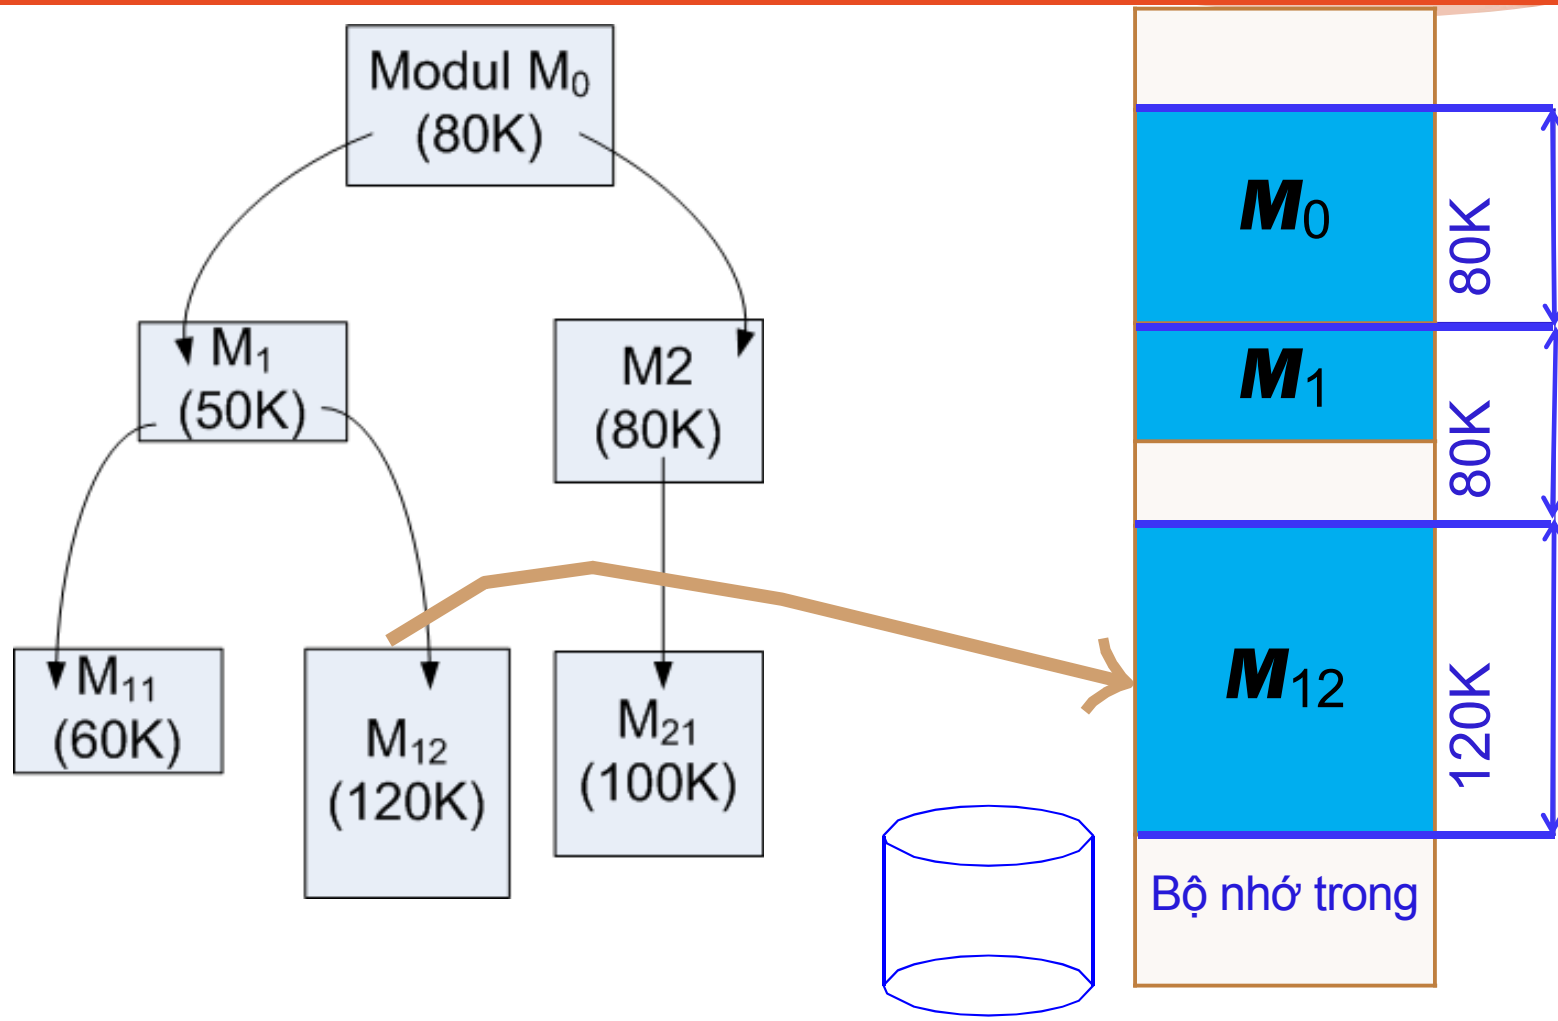 Modul M₀
(80K)
M₁
(50K)
M2
(80K)
M₁₁
(60K)
M₁₂
(120K)
M₂₁
(100K)
M₀
80K
M₁
80K
M₁₂
120K
Bộ nhớ trong